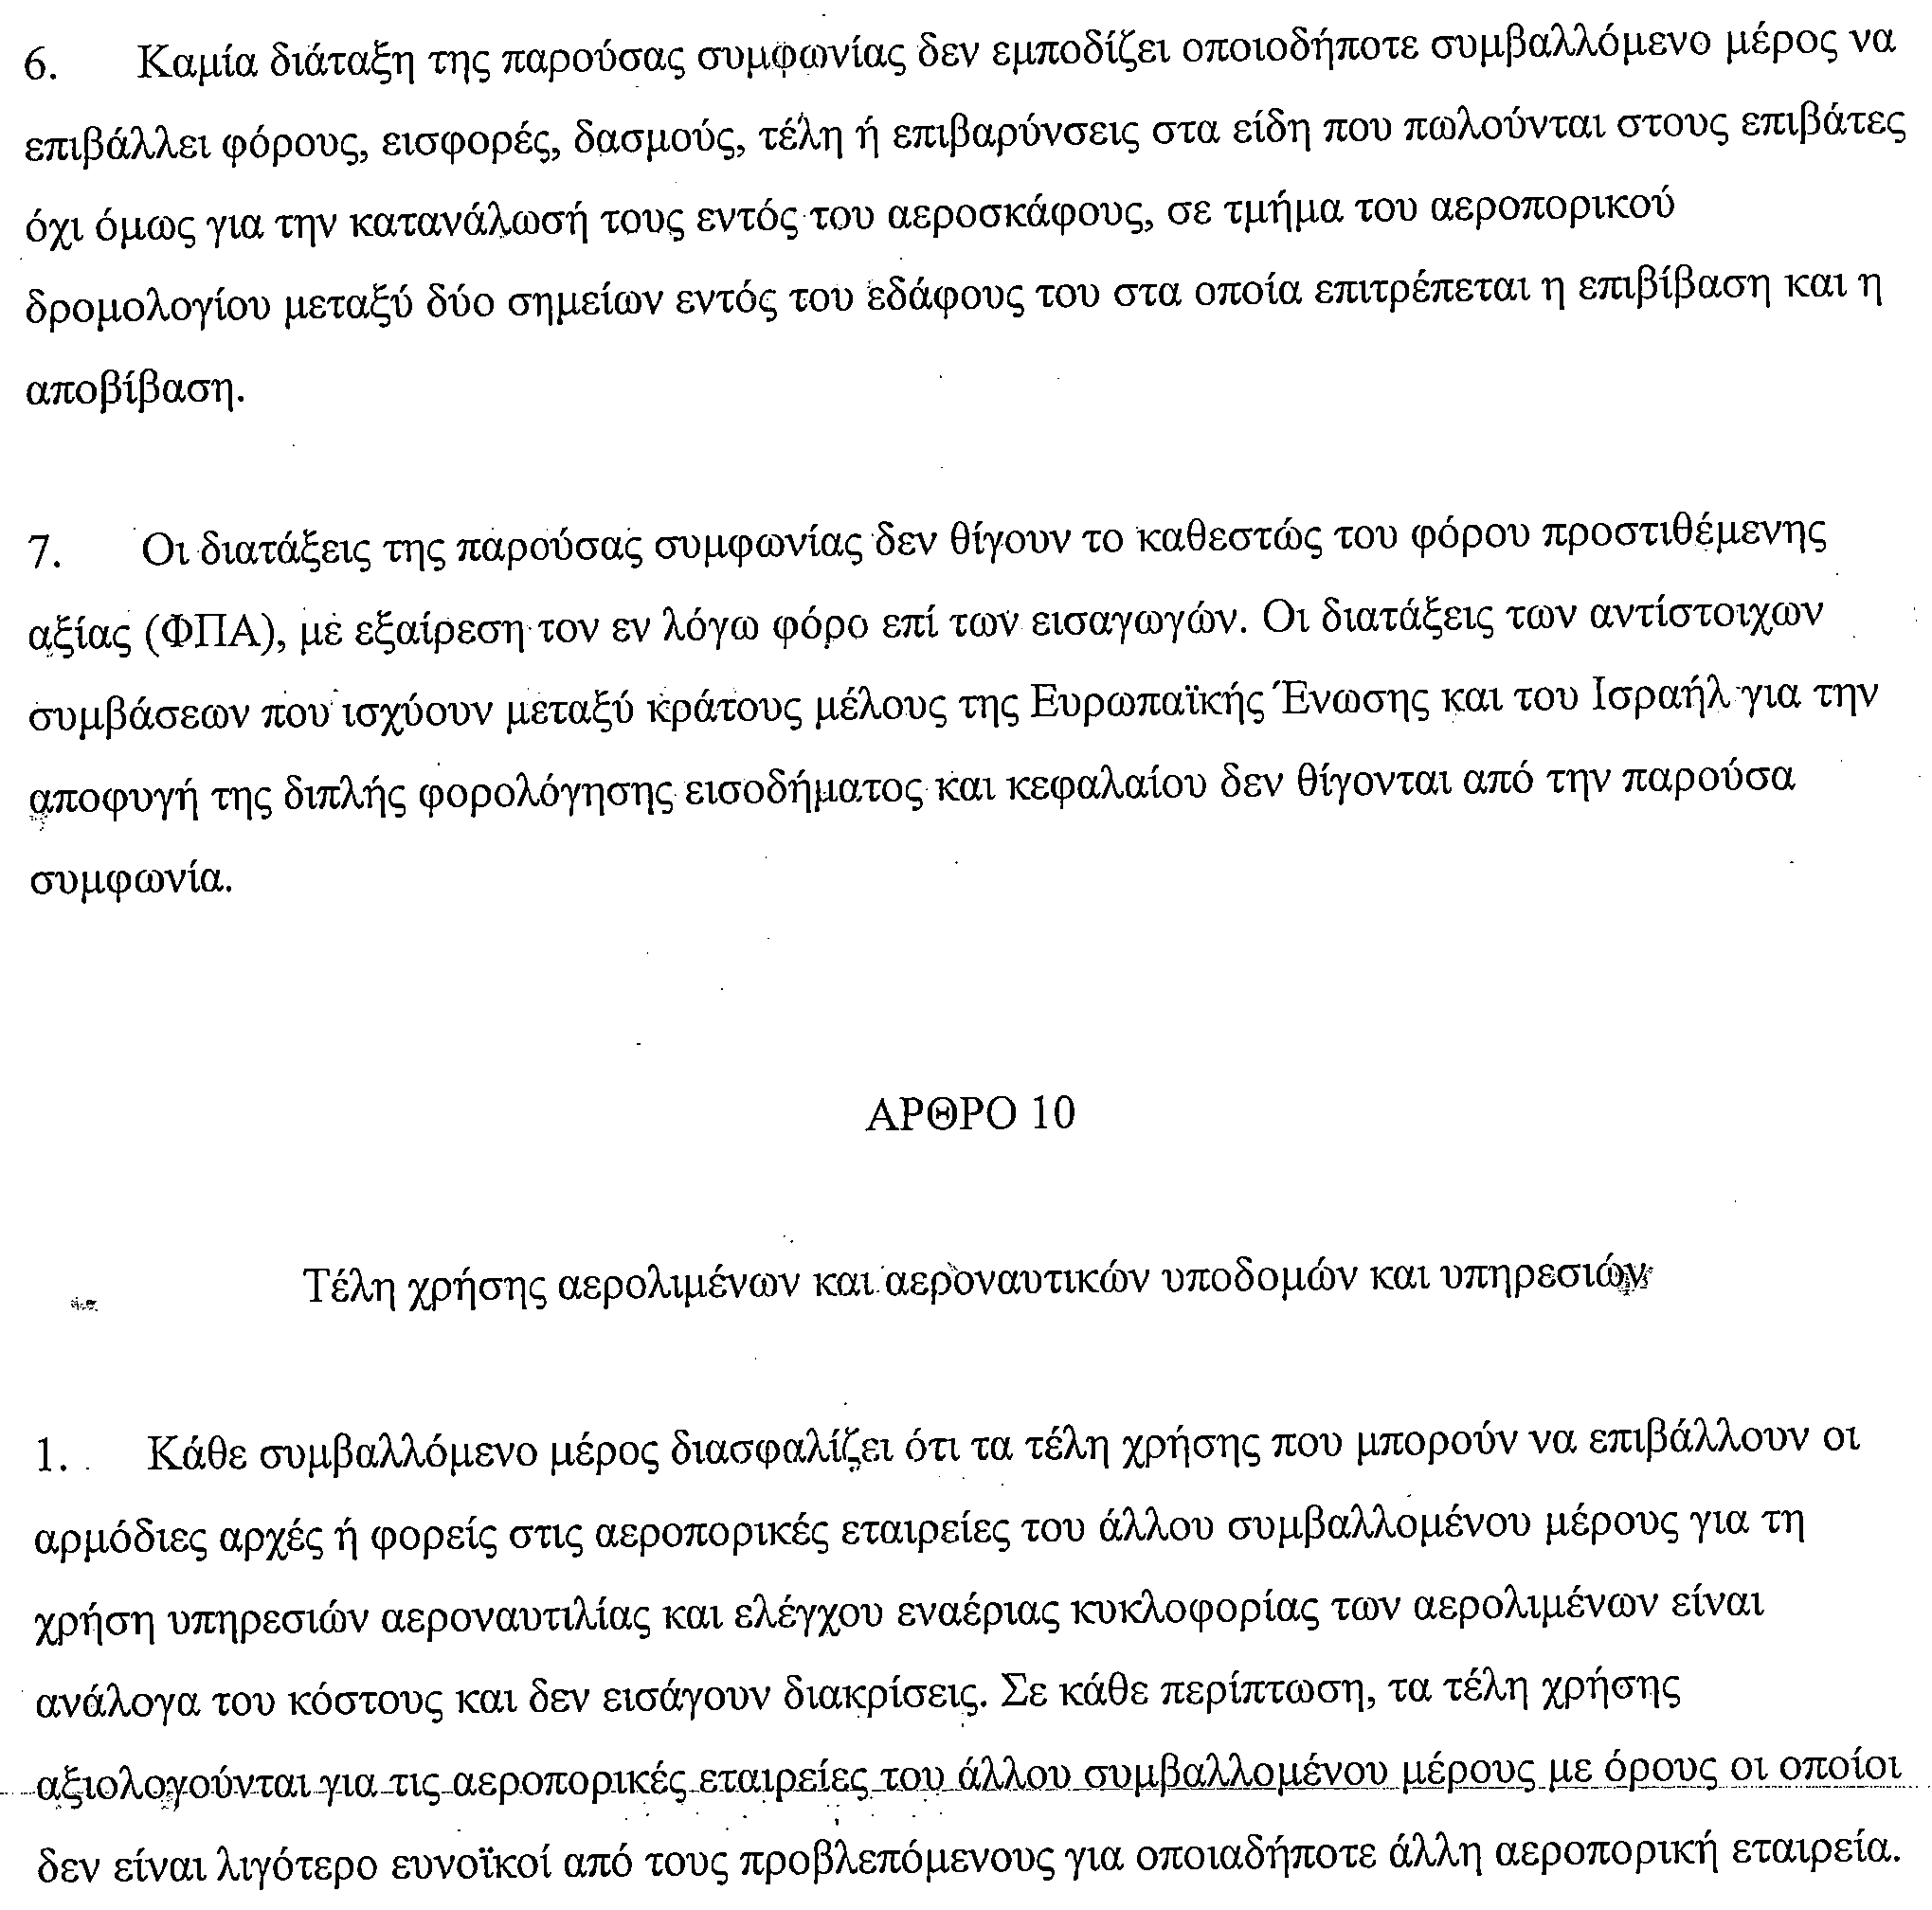 6. Καμία διάταξη της παρούσας συμφωνίας δεν εμποδίζει οποιοδήποτε συμβαλλόμενο μέρος να
επιβάλλει φόρους, εισφορές, δασμούς, τέλη ή επιβαρύνσεις στα είδη που πωλούνται στους επιβάτες
όχι όμως για την κατανάλωσή τους εντός του αεροσκάφους, σε τμήμα του αεροπορικού
δρομολογίου μεταξύ δύο σημείων εντός του εδάφους του στα οποία επιτρέπεται η επιβίβαση και η
αποβίβαση.
7. Οι διατάξεις της παρούσας συμφωνίας δεν θίγουν το καθεστώς του φόρου προστιθέμενης
αξίας (ΦΠΑ), με εξαίρεση τον εν λόγω φόρο επί των εισαγωγών. Οι διατάξεις των αντίστοιχων
συμβάσεων που ισχύουν μεταξύ κράτους μέλους της Ευρωπαϊκής Ένωσης και του Ισραήλ για την
αποφυγή της διπλής φορολόγησης εισοδήματος και κεφαλαίου δεν θίγονται από την παρούσα
συμφωνία.
ΑΡΘΡΟ 10
Τέλη χρήσης αερολιμένων και αεροναυτικών υποδομών και υπηρεσιών
1. Κάθε συμβαλλόμενο μέρος διασφαλίζει ότι τα τέλη χρήσης που μπορούν να επιβάλλουν οι
αρμόδιες αρχές ή φορείς στις αεροπορικές εταιρείες του άλλου συμβαλλομένου μέρους για τη
χρήση υπηρεσιών αεροναυτιλίας και ελέγχου εναέριας κυκλοφορίας των αερολιμένων είναι
ανάλογα του κόστους και δεν εισάγουν διακρίσεις. Σε κάθε περίπτωση, τα τέλη χρήσης
αξιολογούνται για τις αεροπορικές εταιρείες του άλλου συμβαλλομένου μέρους με όρους οι οποίοι
δεν είναι λιγότερο ευνοϊκοί από τους προβλεπόμενους για οποιαδήποτε άλλη αεροπορική εταιρεία.